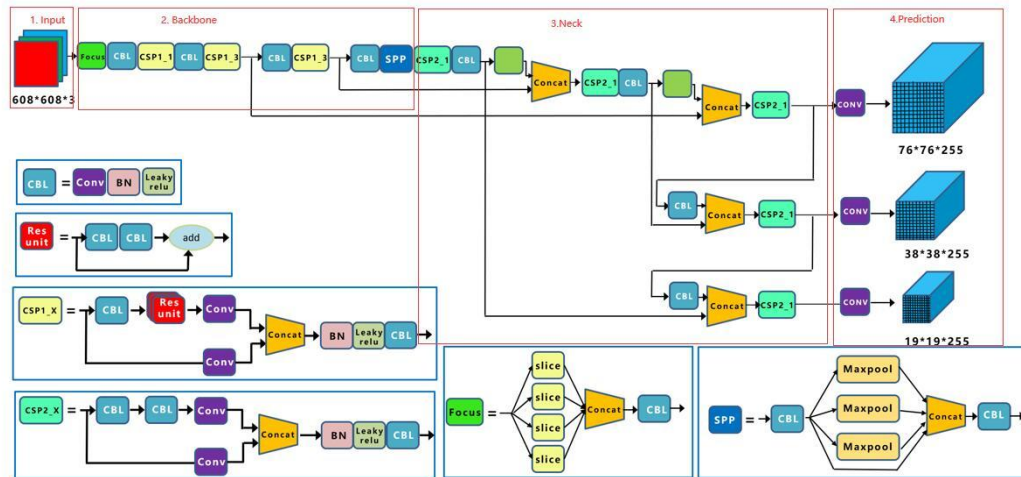 1. Input
2. Backbone
3.Neck
4.Prediction
608*608*3
Focus
CBL
CSP1_1
CBL
CSP1_3
CBL
CSP1_3
CBL
SPP
CSP2_1
CBL
Concat
CSP2_1
CBL
Concat
CSP2_1
CONV
76*76*255
CBL
Concat
CSP2_1
CONV
38*38*255
CBL
Concat
CSP2_1
CONV
19*19*255
CBL
=
Conv
BN
Leaky
relu
Res
unit
=
CBL
CBL
add
CSP1_X
=
CBL
Res
unit
Conv
Conv
Concat
BN
Leaky
relu
CBL
CSP2_X
=
CBL
CBL
Conv
Conv
Concat
BN
Leaky
relu
CBL
Focus
=
slice
slice
slice
slice
Concat
CBL
SPP
=
CBL
Maxpool
Maxpool
Maxpool
Concat
CBL